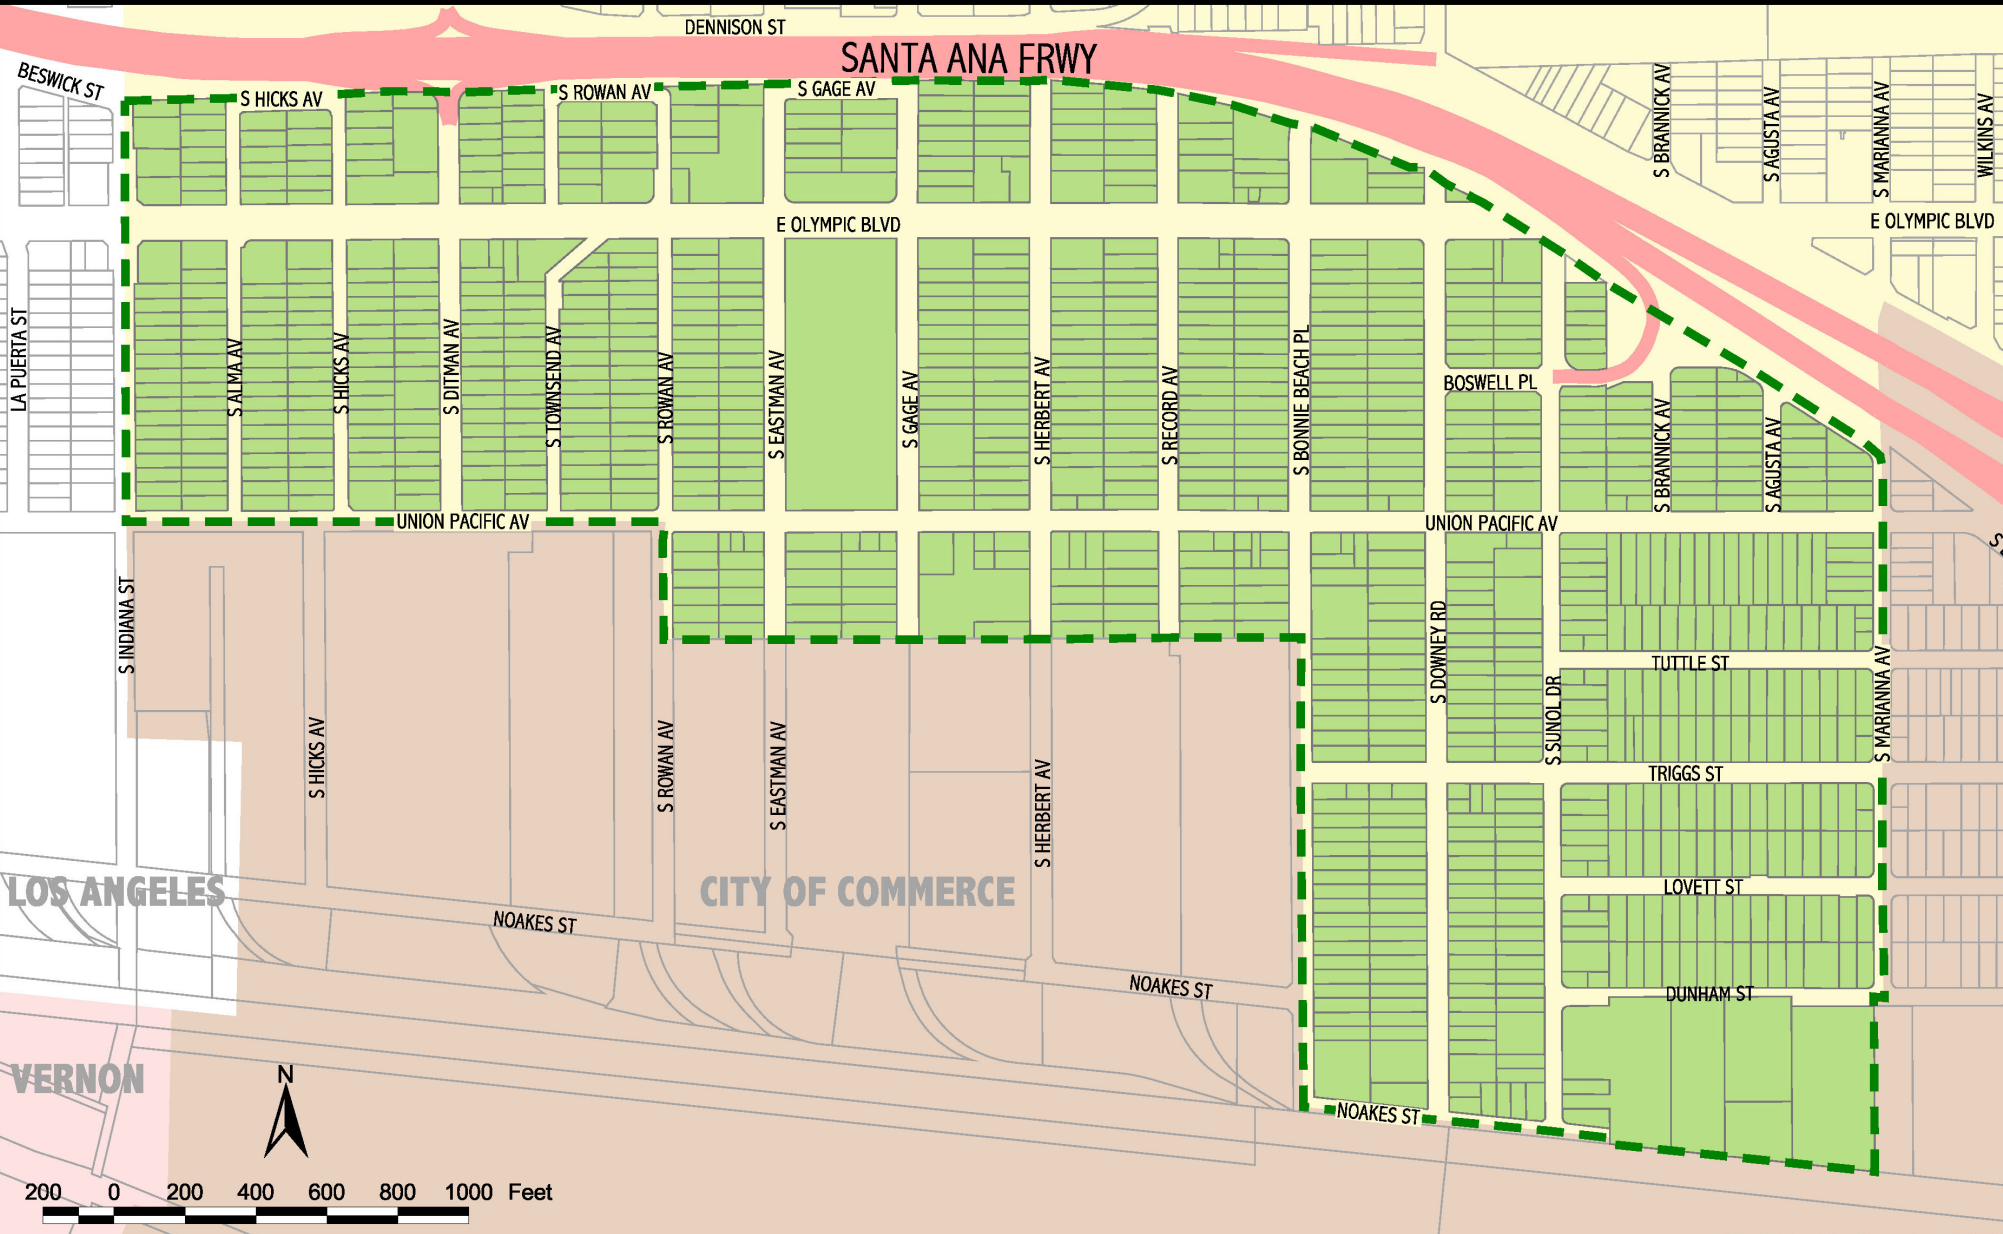 DENNISON ST
SANTA ANA FRWY
BESWICK ST
S HICKS AV
S ROWAN AV
S GAGE AV
S BRANNICK AV
S AGUSTA AV
S MARIANNA AV
WILKINS AV
E OLYMPIC BLVD
E OLYMPIC BLVD
LA PUERTA ST
S ALMA AV
S HICKS AV
S DITMAN AV
S TOWNSEND AV
S ROWAN AV
S EASTMAN AV
S GAGE AV
S HERBERT AV
S RECORD AV
S BONNIE BEACH PL
BOSWELL PL
S BRANNICK AV
S AGUSTA AV
UNION PACIFIC AV
UNION PACIFIC AV
S INDIANA ST
S DOWNEY RD
S SUNOL DR
TUTTLE ST
S MARIANNA AV
S HICKS AV
S ROWAN AV
S EASTMAN AV
S HERBERT AV
TRIGGS ST
LOS ANGELES
CITY OF COMMERCE
LOVETT ST
NOAKES ST
NOAKES ST
DUNHAM ST
VERNON
N
NOAKES ST
200 0 200 400 600 800 1000 Feet